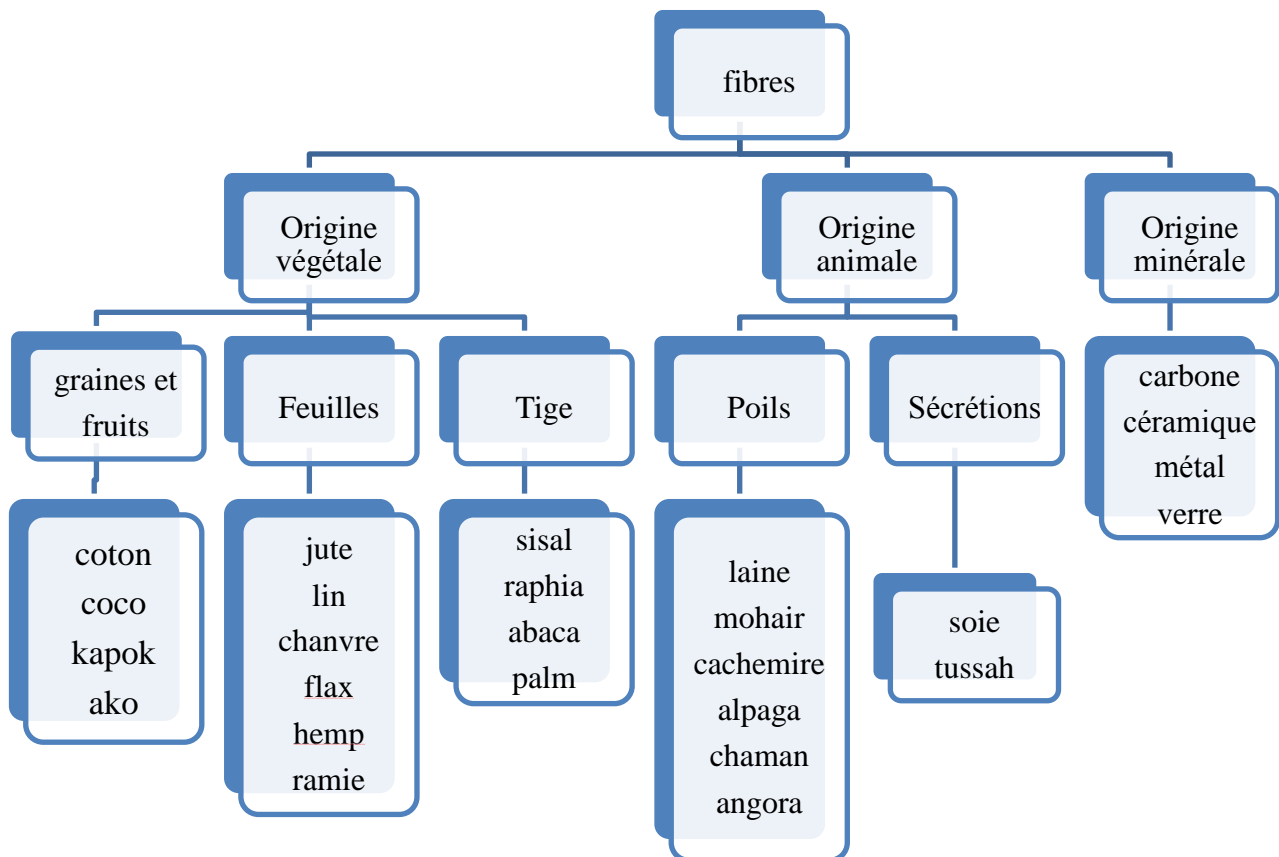 fibres
Origine
végétale
Origine
animale
Origine
minérale
graines et
fruits
Feuilles
Tige
Poils
Sécrétions
carbone
céramique
métal
verre
coton
coco
kapok
ako
jute
lin
chanvre
flax
hemp
ramie
sisal
raphia
abaca
palm
laine
mohair
cachemire
alpaga
chaman
angora
soie
tussah